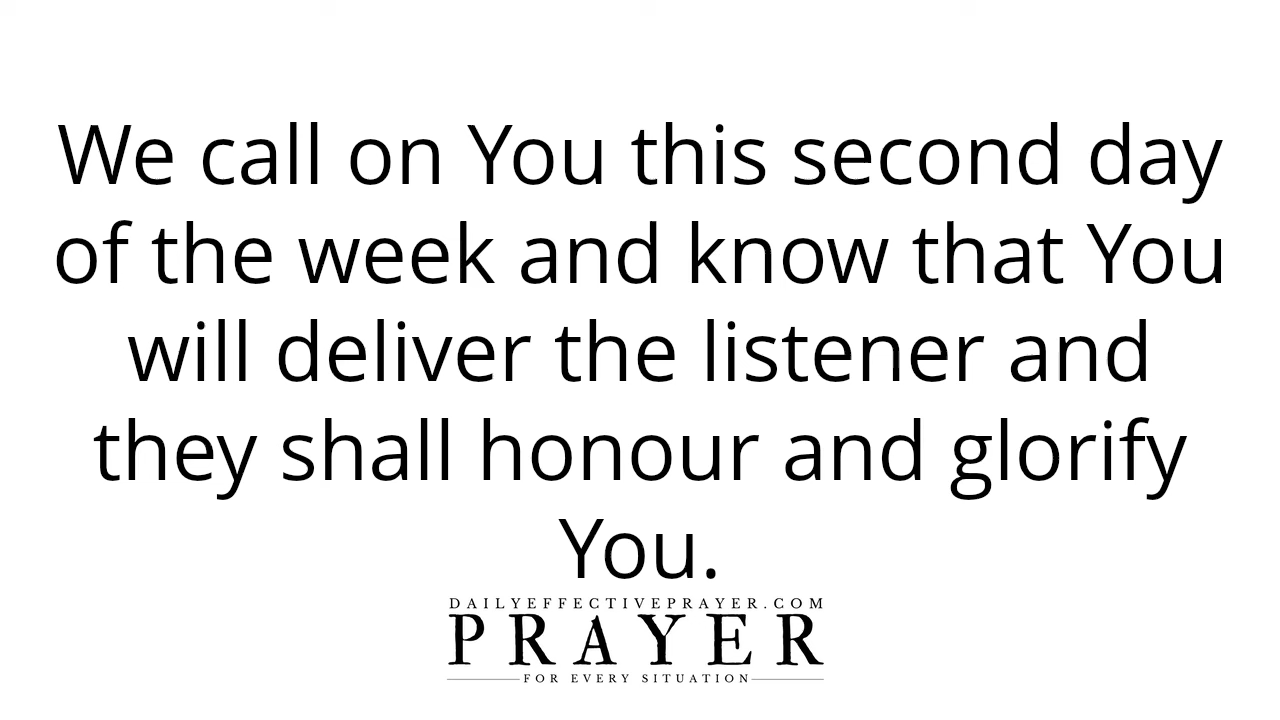 We call on You this second day
of the week and know that You
will deliver the listener and
they shall honour and glorify
You.
DAILYEFFECTIVEPRAYER.COM
PRAYER
FOR EVERY SITUATION